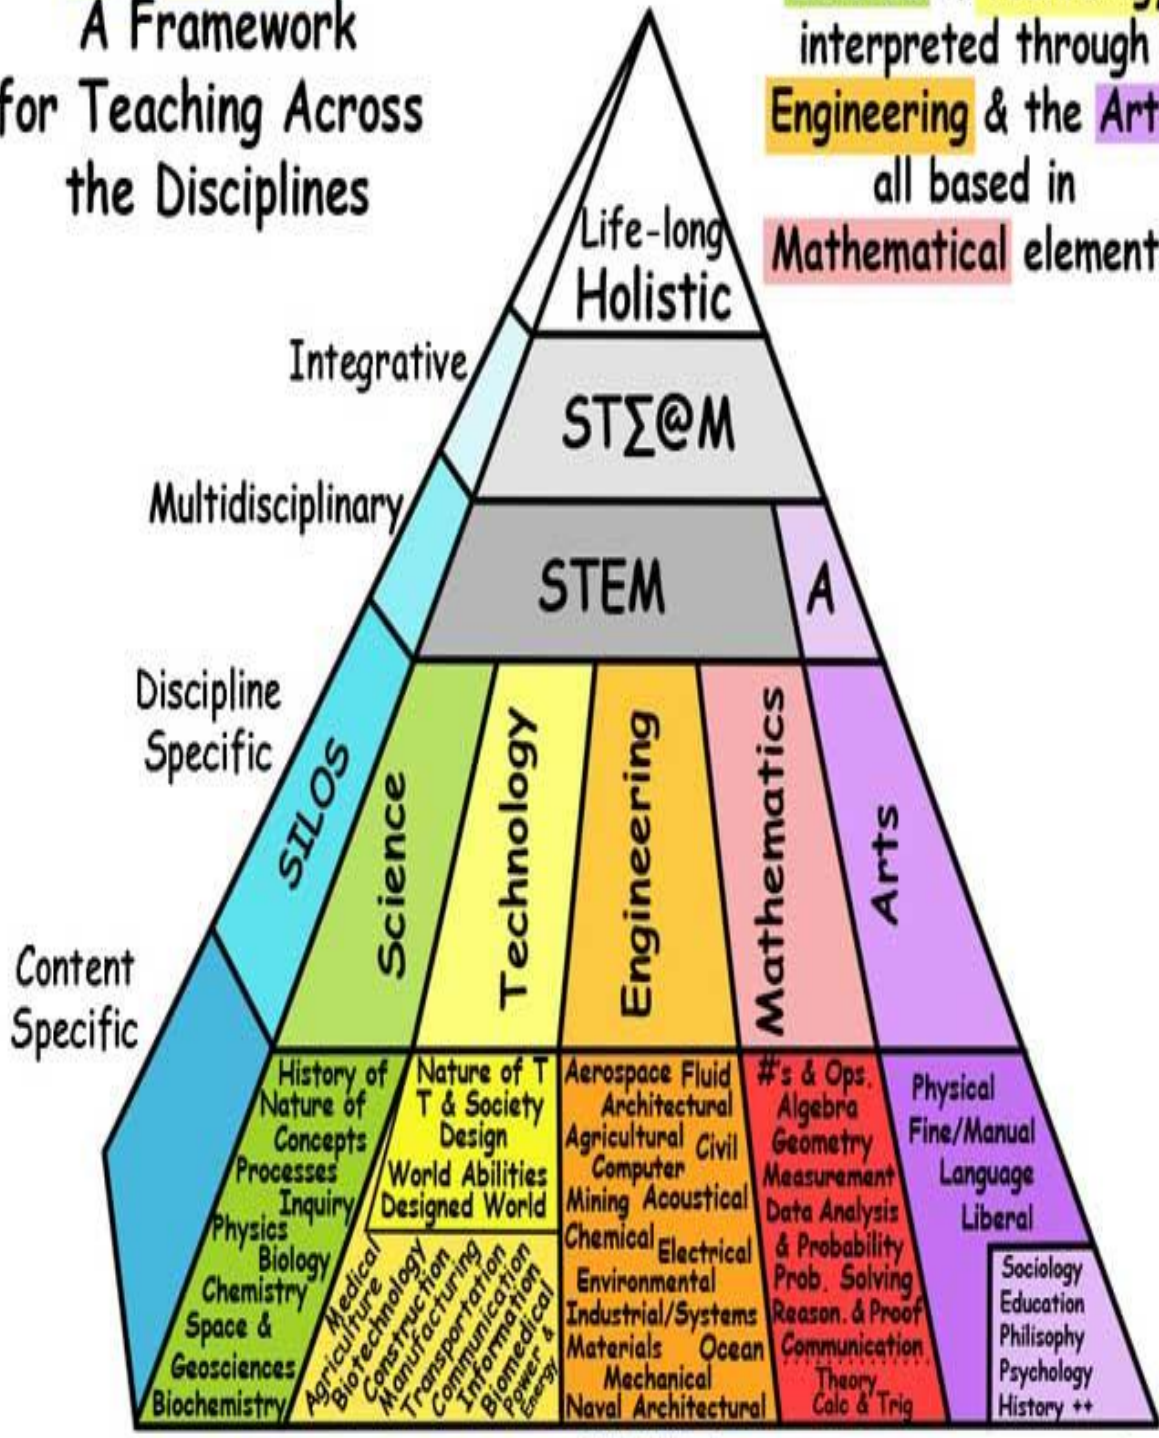 A Framework
for Teaching Across
the Disciplines
interpreted through
Engineering & the Art
all based in
Mathematical element
Life-long
Holistic
Integrative
ST∑@M
Multidisciplinary
STEM
A
Discipline
Specific
SILOS
Science
Technology
Engineering
Mathematics
Arts
Content
Specific
History of
Nature of
Concepts
Processes
Inquiry
Physics
Biology
Chemistry
Space &
Geosciences
Biochemistry
Nature of T
T & Society
Design
World Abilities
Designed World
Medical
Agriculture
Biotechnology
Construction
Manufacturing
Transportation
Communication
Information
Biomedical
Power &
Energy
Aerospace Fluid
Architectural
Agricultural Civil
Computer
Mining Acoustical
Chemical Electrical
Environmental
Industrial/Systems
Materials Ocean
Mechanical
Naval Architectural
#'s & Ops.
Algebra
Geometry
Measurement
Data Analysis
& Probability
Prob. Solving
Reason. & Proof
Communication
Theory
Calc & Trig
Physical
Fine/Manual
Language
Liberal
Sociology
Education
Philisophy
Psychology
History ++